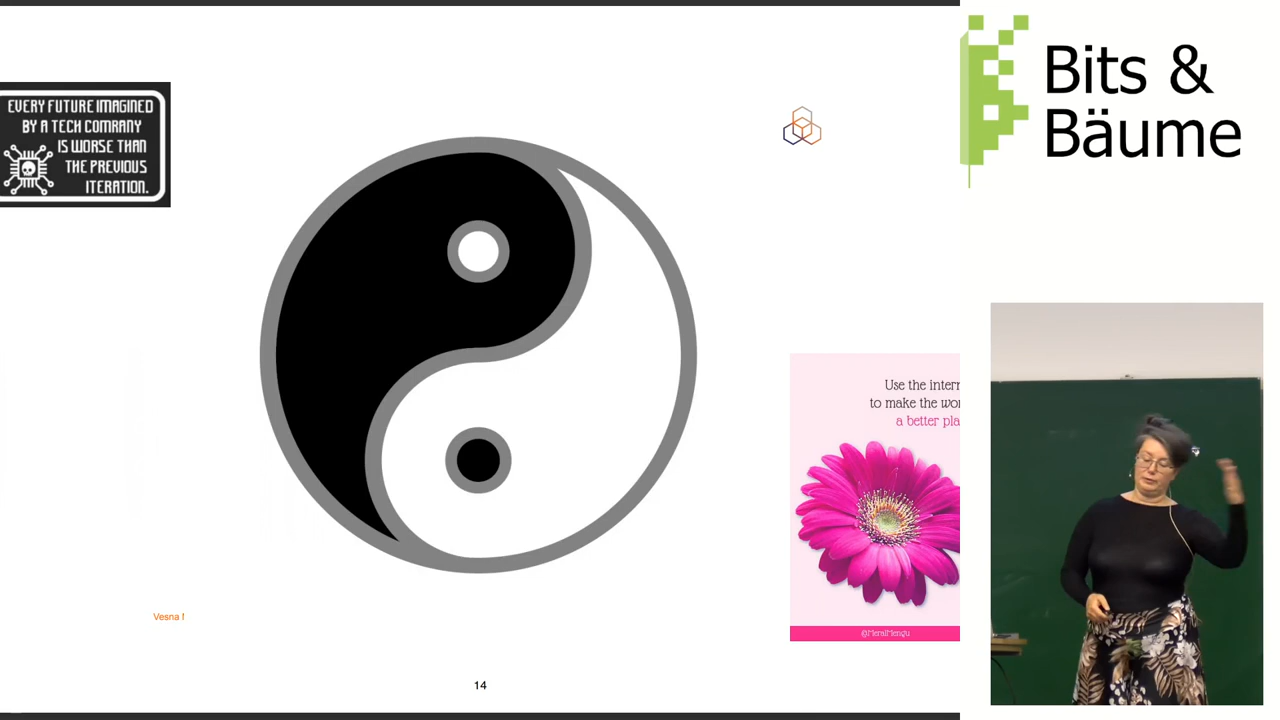 EVERY FUTURE IMAGINED
BY A TECH COMPANY
IS WORSE THAN
THE PREVIOUS
ITERATION.
Bits &
Bäume
Use the intern
to make the wor
a better pla
@MemiMengu
Vesna
14